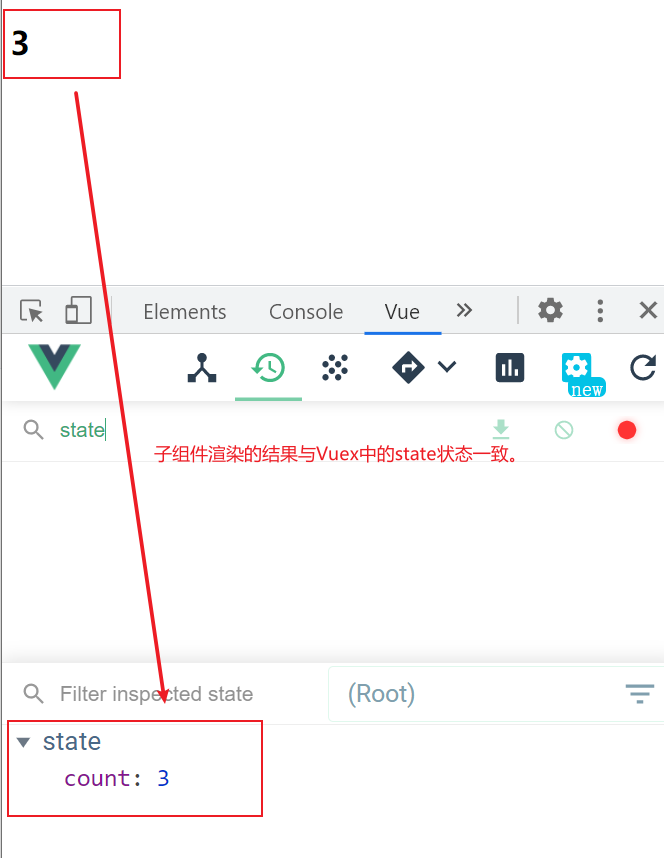 3
Elements Console Vue
new
state
子组件渲染的结果与Vuex中的state状态一致。
Filter inspected state (Root)
state
count: 3